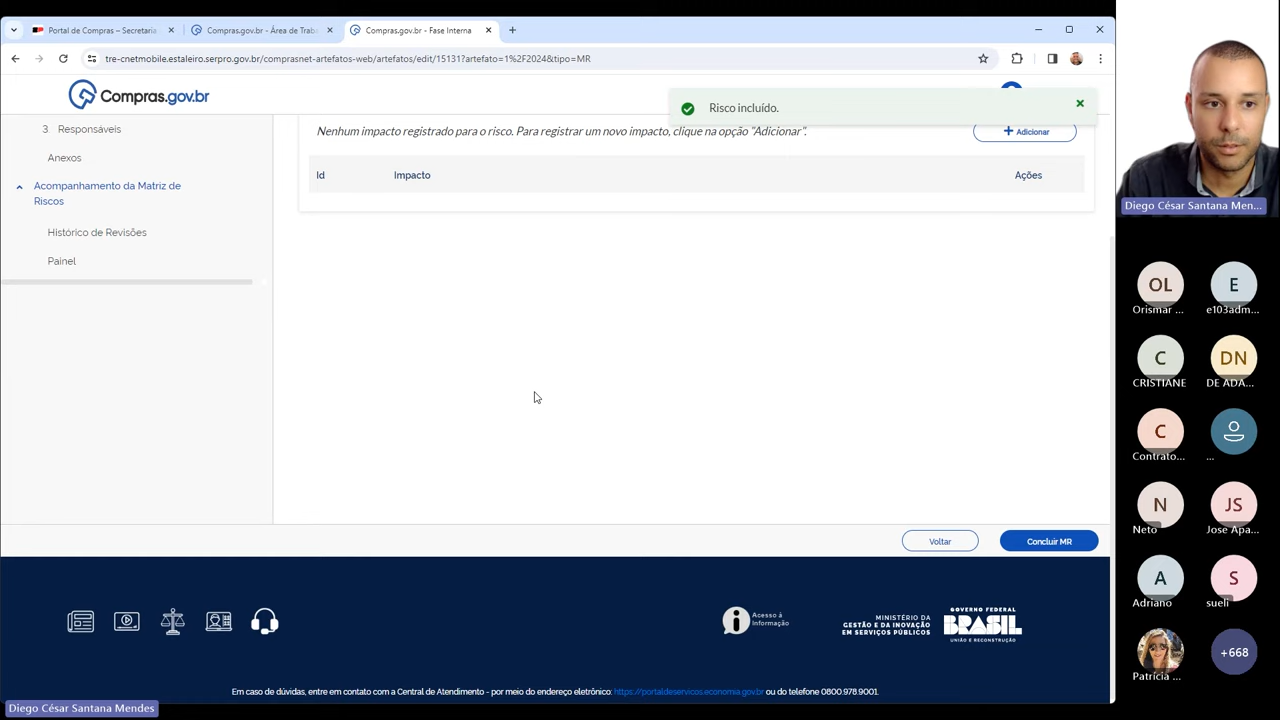 Portal de Compras – Secretaria
Compras.gov.br - Área de Trab
Compras.gov.br - Fase Interna
tre-cnetmobile.estaleiro.serpro.gov.br/comprasnet-artefatos-web/artefatos/edit/15131?artefato=1%2F2024&tipo=MR
Compras.gov.br
Risco incluído.
3. Responsáveis
Nenhum impacto registrado para o risco. Para registrar um novo impacto, clique na opção "Adicionar".
+ Adicionar
Anexos
Id Impacto Ações
Acompanhamento da Matriz de
Riscos
Histórico de Revisões
Painel
Voltar
Concluir MR
Acesso à
Informação
MINISTÉRIO DA
GESTÃO E DA INOVAÇÃO
EM SERVIÇOS PÚBLICOS
GOVERNO FEDERAL
BRASIL
UNIÃO E RECONSTRUÇÃO
Em caso de dúvidas, entre em contato com a Central de Atendimento - por meio do endereço eletrônico: https://portaldeservicos.economia.gov.br ou do telefone 0800.978.9001.
Diego César Santana Mendes
Diego César Santana Men...
OL
Orismar ...
E
e103adm...
C
CRISTIANE
DN
DE ADA...
C
Contrato...
...
N
Neto
JS
Jose Apa...
A
Adriano
S
sueli
Patrícia ...
+668